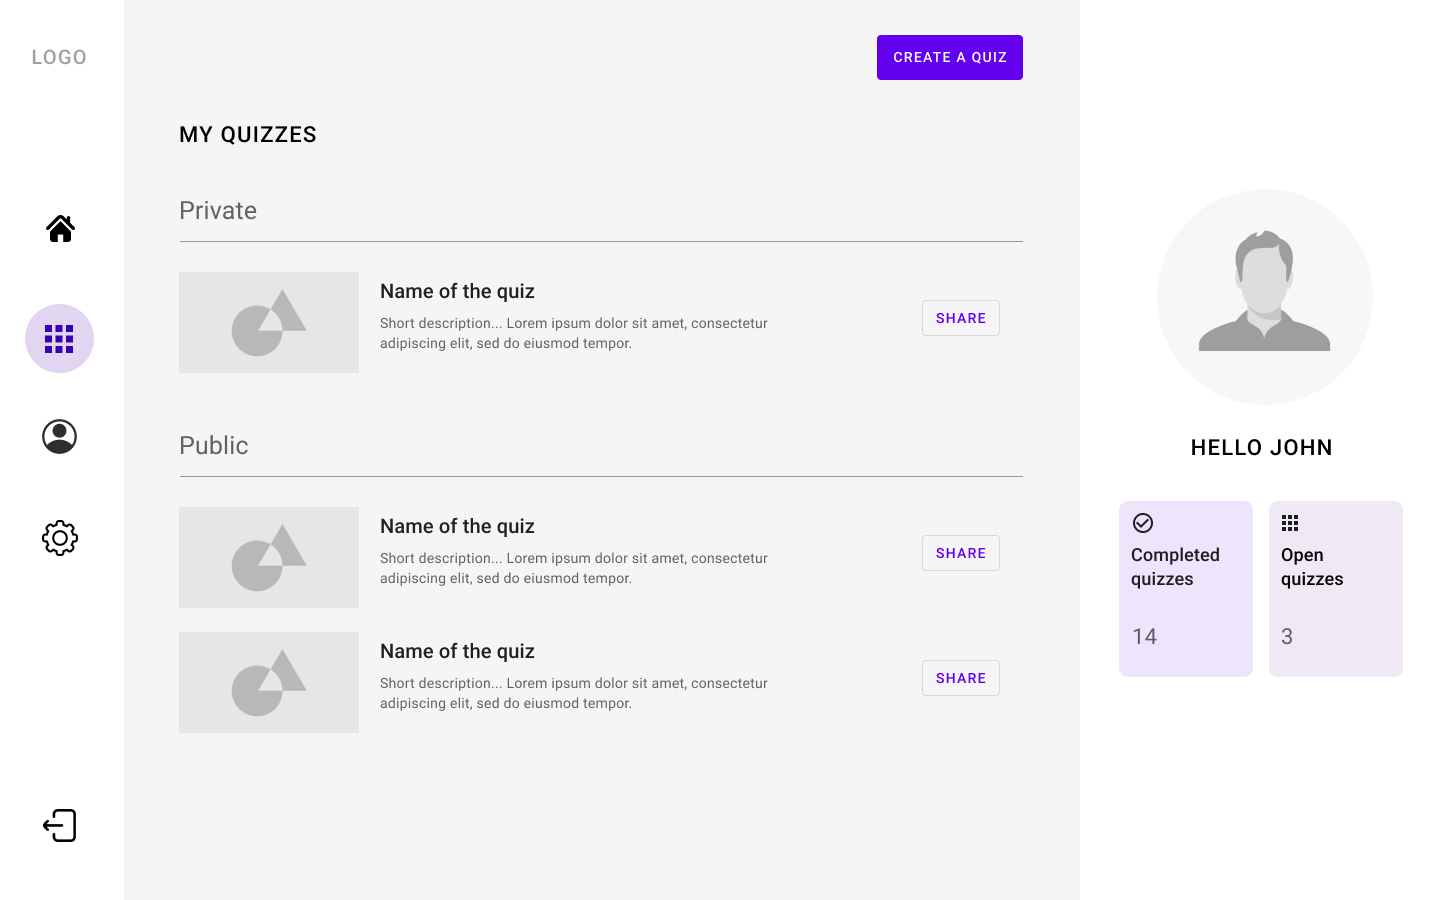 LOGO
CREATE A QUIZ
MY QUIZZES
Private
Name of the quiz
Short description... Lorem ipsum dolor sit amet, consectetur
adipiscing elit, sed do eiusmod tempor.
SHARE
Public
Name of the quiz
Short description... Lorem ipsum dolor sit amet, consectetur
adipiscing elit, sed do eiusmod tempor.
SHARE
Name of the quiz
Short description... Lorem ipsum dolor sit amet, consectetur
adipiscing elit, sed do eiusmod tempor.
SHARE
HELLO JOHN
Completed
quizzes
14
Open
quizzes
3